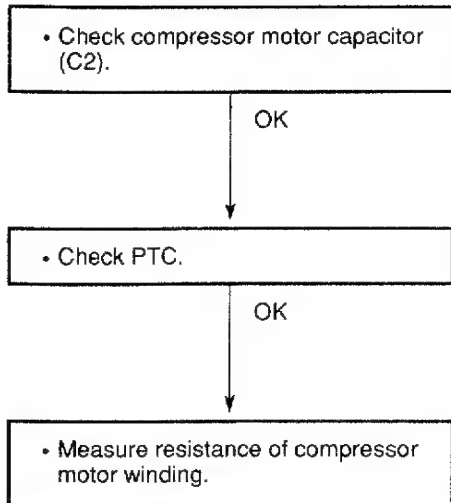 • Check compressor motor capacitor
(C2).
OK
• Check PTC.
OK
• Measure resistance of compressor
motor winding.